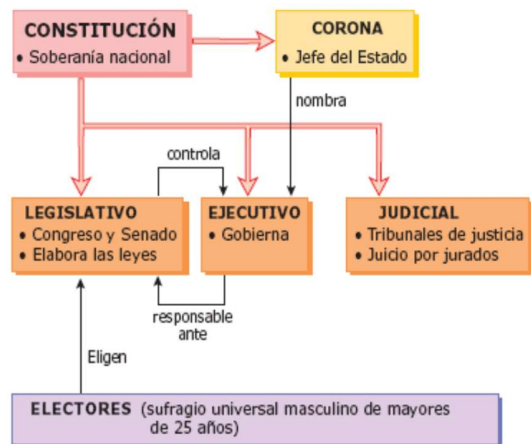 CONSTITUCIÓN
• Soberanía nacional
CORONA
• Jefe del Estado
nombra
controla
LEGISLATIVO
• Congreso y Senado
• Elabora las leyes
EJECUTIVO
• Gobierna
JUDICIAL
• Tribunales de justicia
• Juicio por jurados
responsable
ante
Eligen
ELECTORES (sufragio universal masculino de mayores
de 25 años)